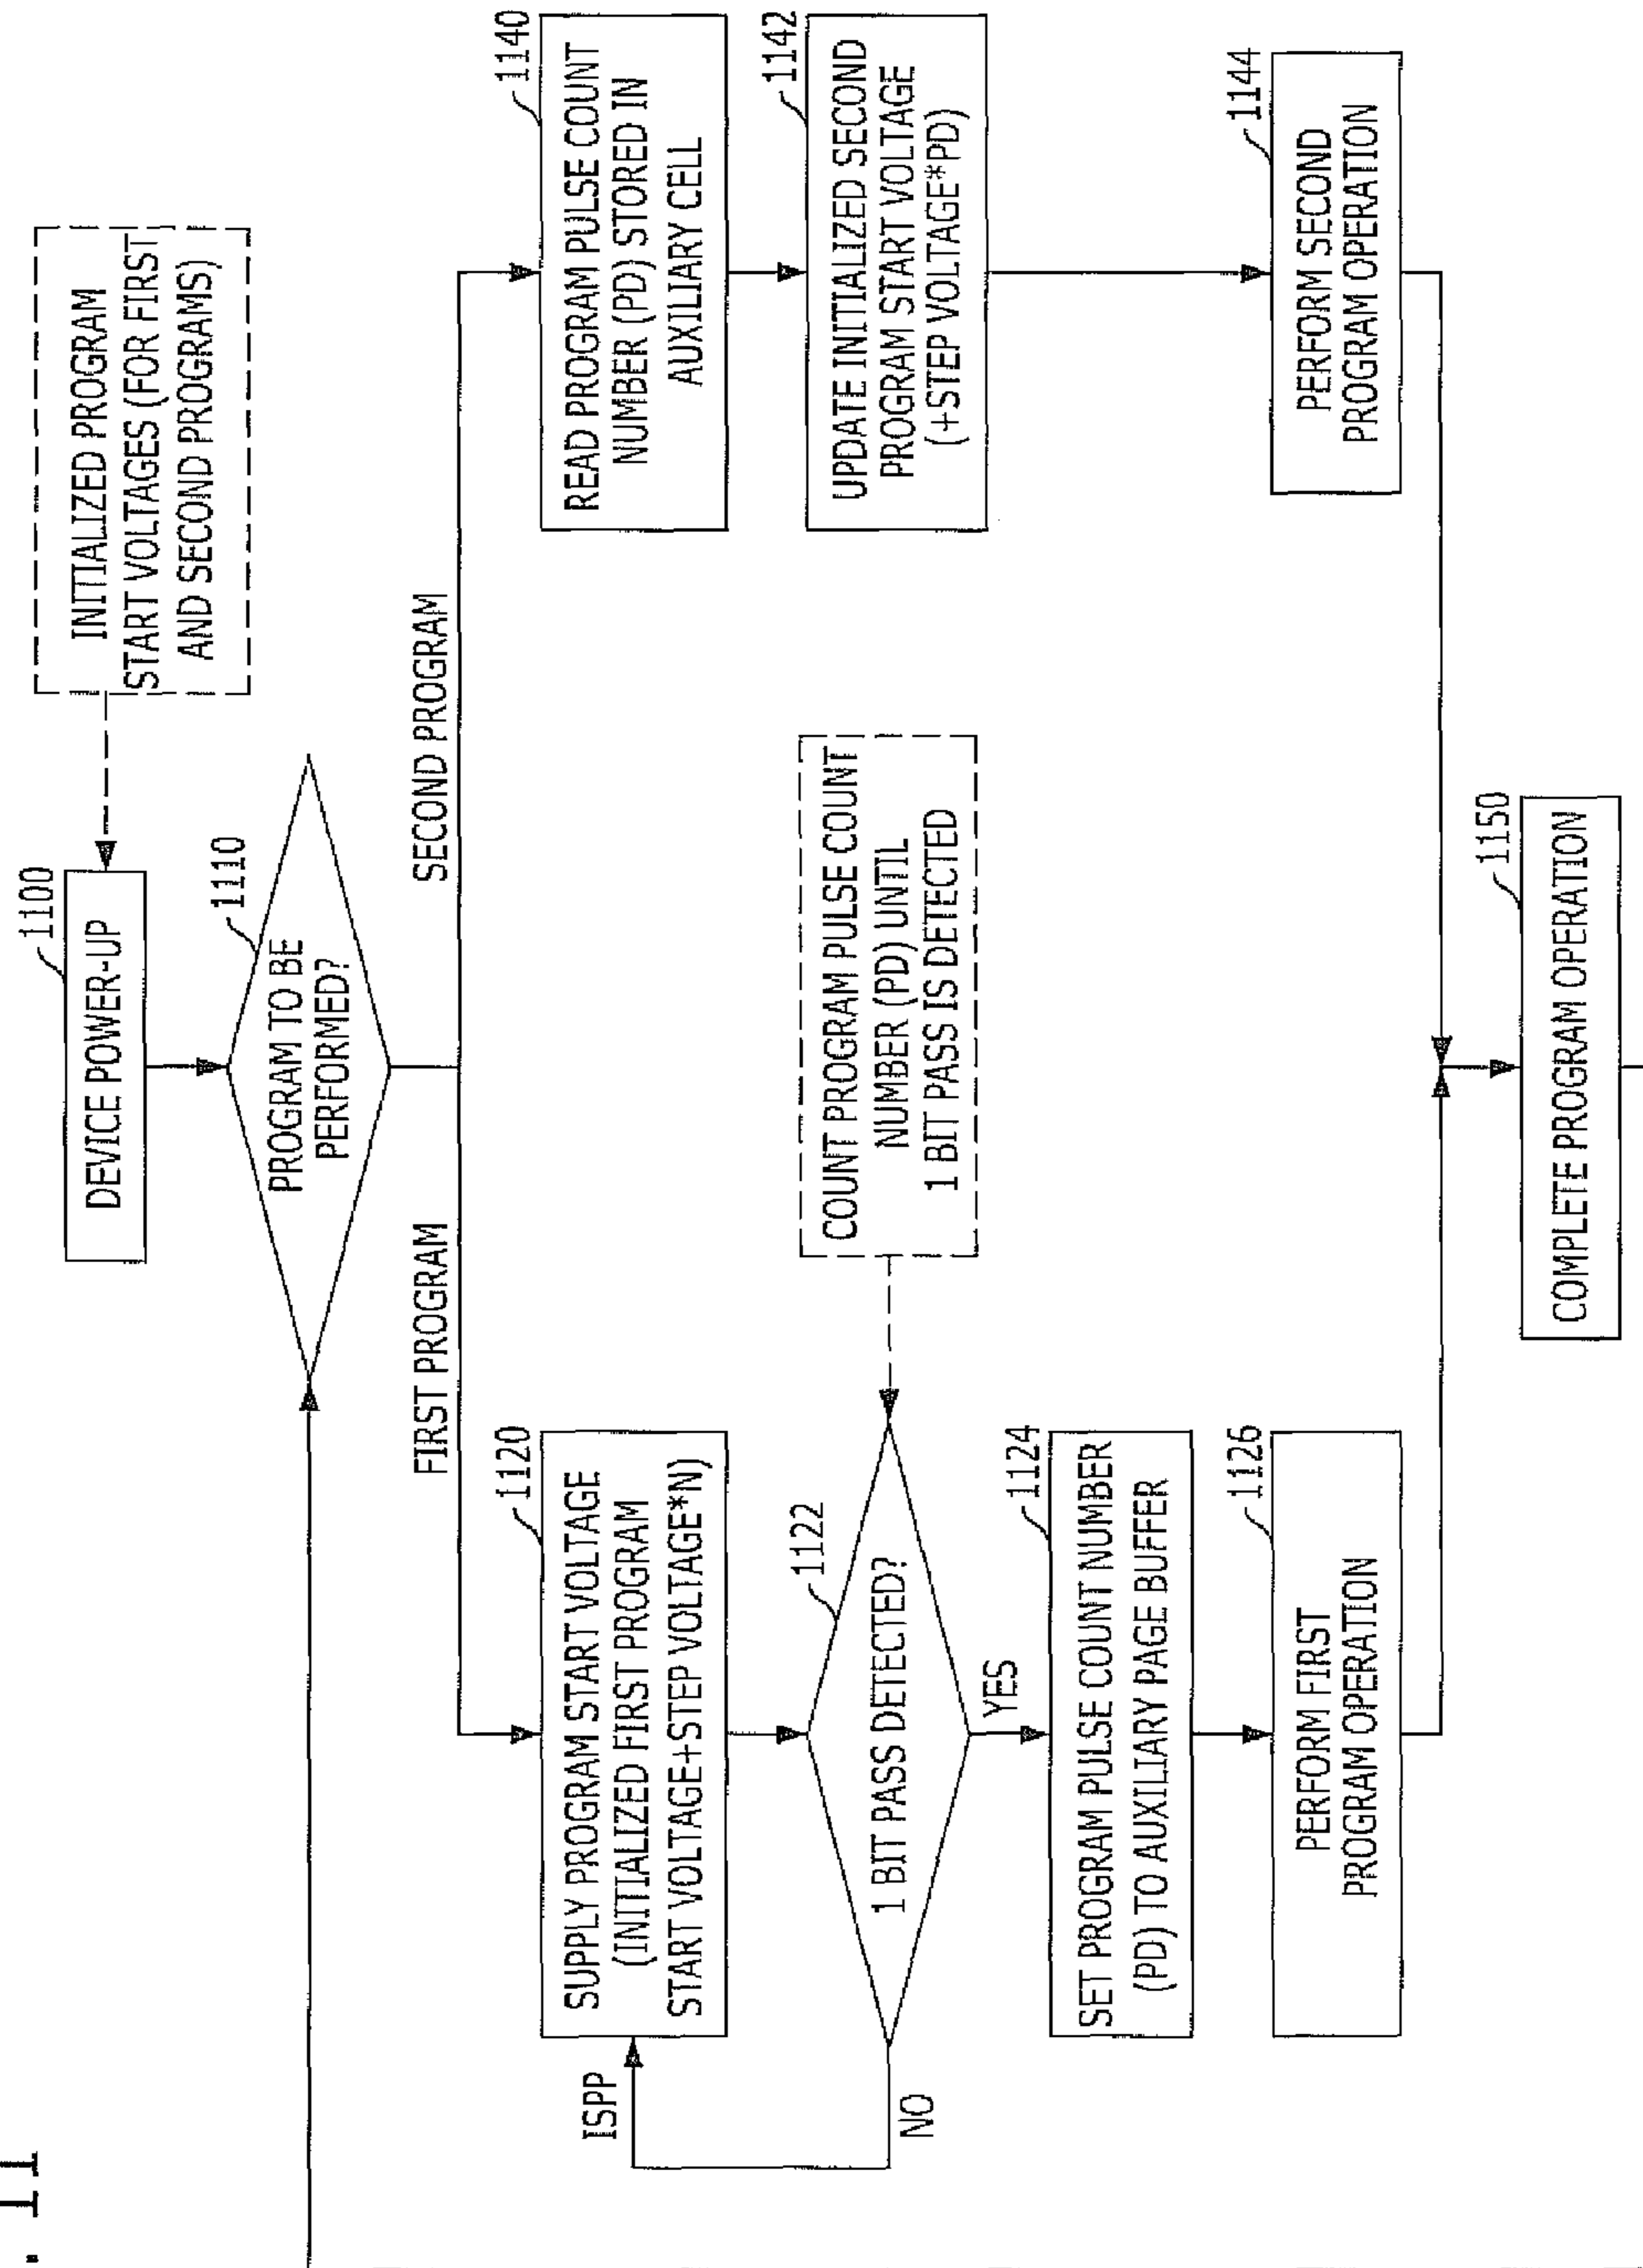 . 11
1100
DEVICE POWER-UP
INITIALIZED PROGRAM
START VOLTAGES (FOR FIRST
AND SECOND PROGRAMS)
1110
PROGRAM TO BE
PERFORMED?
FIRST PROGRAM
SECOND PROGRAM
1120
SUPPLY PROGRAM START VOLTAGE
(INITIALIZED FIRST PROGRAM
START VOLTAGE+STEP VOLTAGE*N)
ISPP
1122
1 BIT PASS DETECTED?
NO
YES
COUNT PROGRAM PULSE COUNT
NUMBER (PD) UNTIL
1 BIT PASS IS DETECTED
1124
SET PROGRAM PULSE COUNT NUMBER
(PD) TO AUXILIARY PAGE BUFFER
1126
PERFORM FIRST
PROGRAM OPERATION
1140
READ PROGRAM PULSE COUNT
NUMBER (PD) STORED IN
AUXILIARY CELL
1142
UPDATE INITIALIZED SECOND
PROGRAM START VOLTAGE
(+STEP VOLTAGE*PD)
1144
PERFORM SECOND
PROGRAM OPERATION
1150
COMPLETE PROGRAM OPERATION